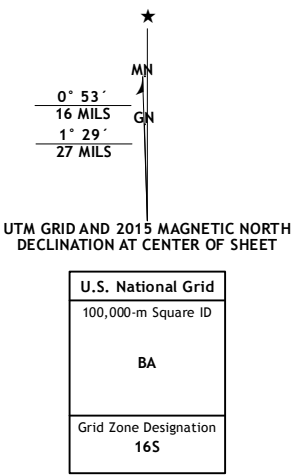 ★
MN
0° 53´
16 MILS
GN
1° 29´
27 MILS
UTM GRID AND 2015 MAGNETIC NORTH
DECLINATION AT CENTER OF SHEET
U.S. National Grid
100,000-m Square ID
BA
Grid Zone Designation
16S